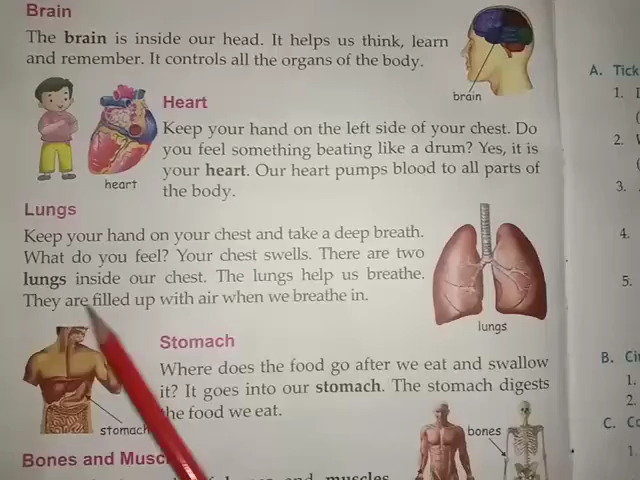 Brain
The brain is inside our head. It helps us think, learn
and remember. It controls all the organs of the body.
brain
Heart
Keep your hand on the left side of your chest. Do
you feel something beating like a drum? Yes, it is
your heart. Our heart pumps blood to all parts of
the body.
heart
Lungs
Keep your hand on your chest and take a deep breath.
What do you feel? Your chest swells. There are two
lungs inside our chest. The lungs help us breathe.
They are filled up with air when we breathe in.
lungs
Stomach
Where does the food go after we eat and swallow
it? It goes into our stomach. The stomach digests
the food we eat.
stomach
bones
Bones and
and muscles
A. Tick
1.
2.
3.
4.
5.
B.
1.
2.
C.
1.